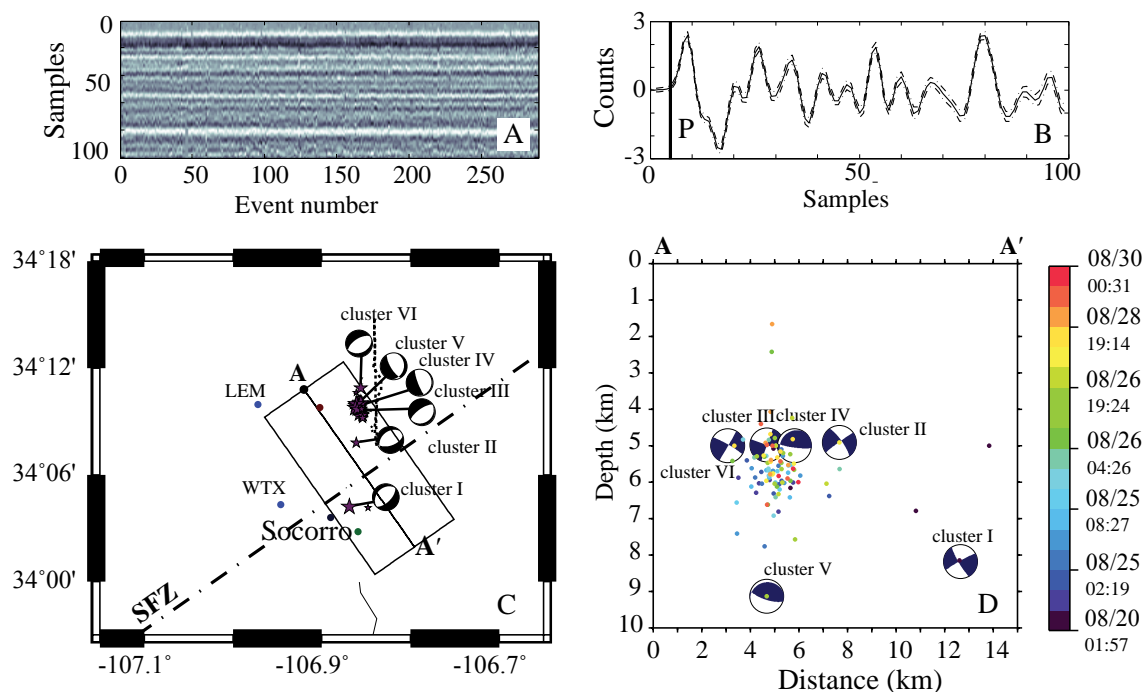 0
50
100
Samples
A
0 50 100 150 200 250
Event number
3
0
-3
Counts
P
B
0 50 100
Samples
34°18'
34°12'
34°06'
34°00'
cluster VI
cluster V
cluster IV
cluster III
cluster II
cluster I
A
LEM
WTX
Socorro
A'
SFZ
C
-107.1° -106.9° -106.7°
A A'
0
1
2
3
4
5
6
7
8
9
10
Depth (km)
cluster III cluster IV
cluster II
cluster VI
cluster I
cluster V
D
0 2 4 6 8 10 12 14
Distance (km)
08/30
00:31
08/28
19:14
08/26
19:24
08/26
04:26
08/25
08:27
08/25
02:19
08/20
01:57